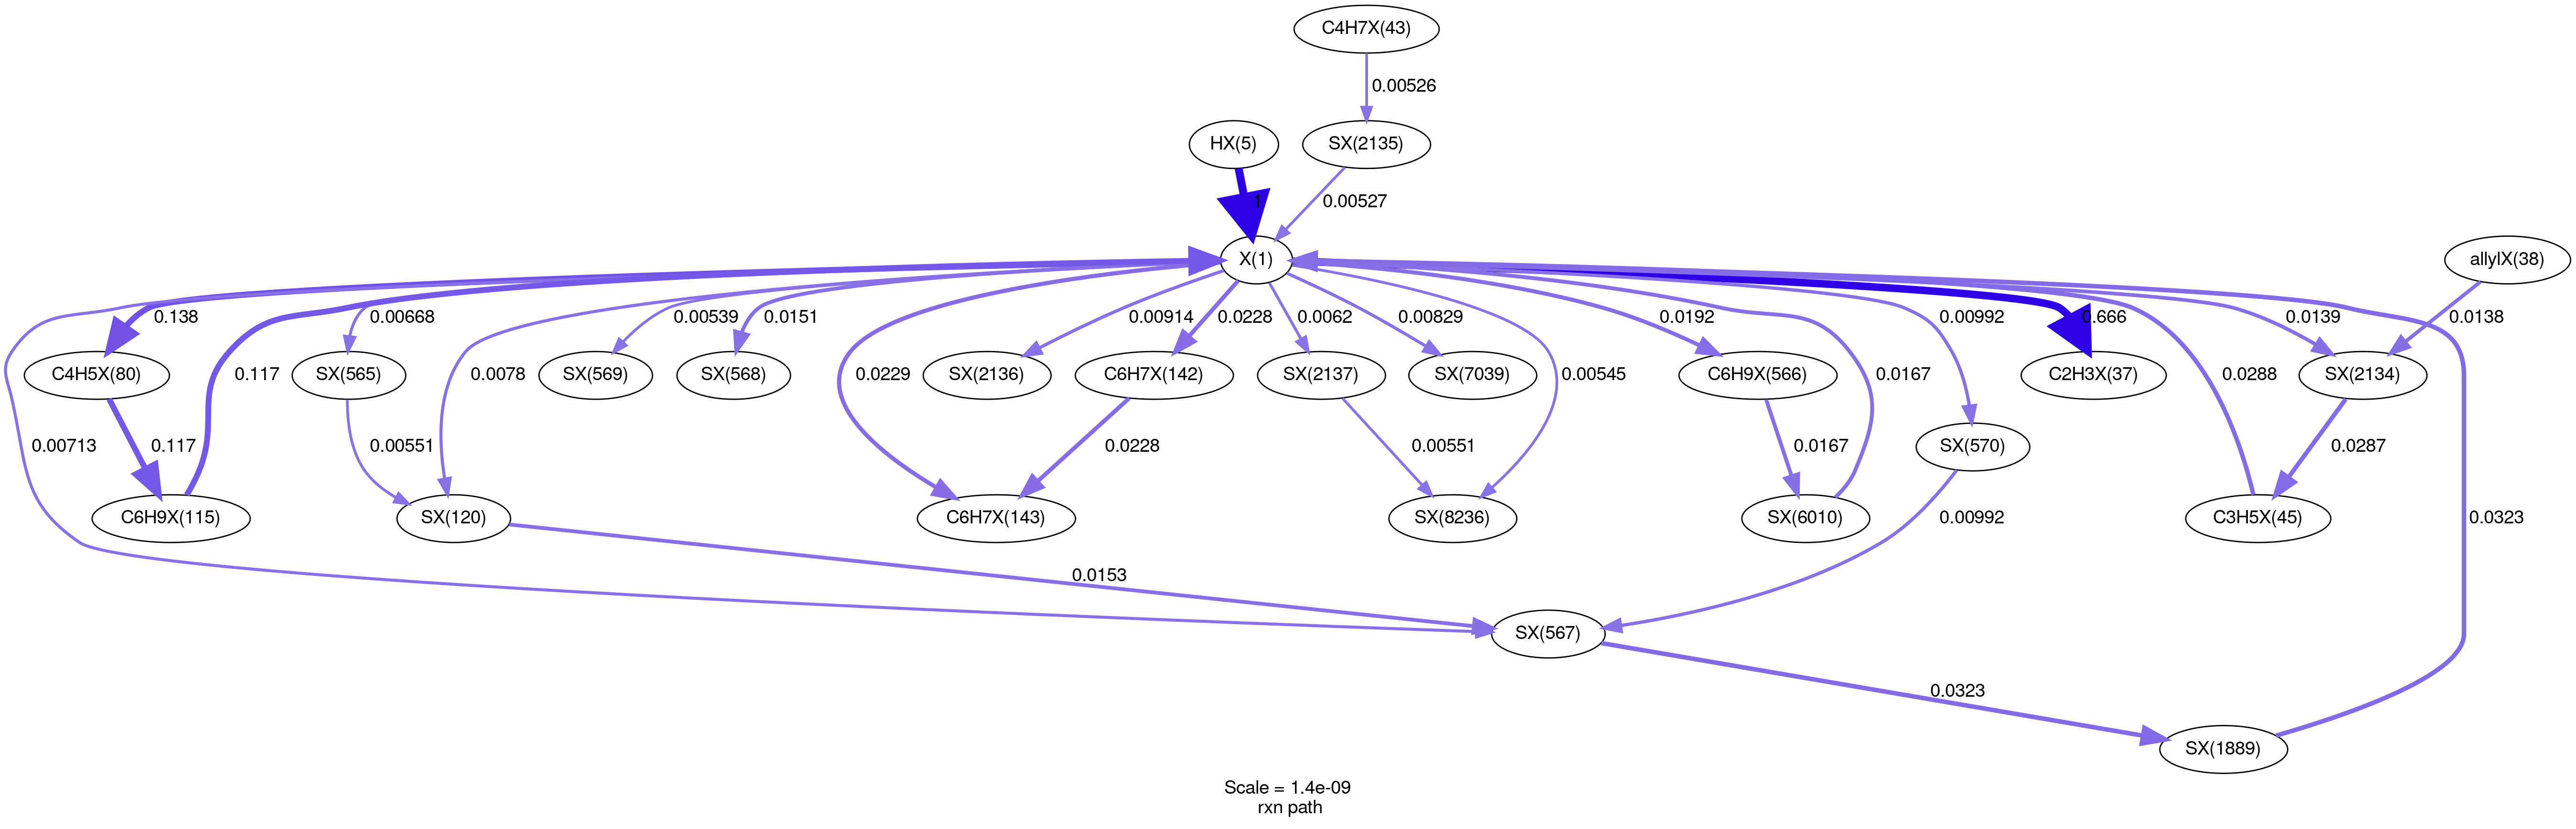 C4H7X(43)
0.00526
HX(5)
SX(2135)
1
0.00527
X(1)
allylX(38)
0.138
0.00668
0.00539
0.0151
0.00914
0.0228
0.0062
0.00829
0.0192
0.00992
0.666
0.0139
0.0138
C4H5X(80)
SX(565)
0.0078
SX(569)
SX(568)
0.0229
SX(2136)
C6H7X(142)
SX(2137)
SX(7039)
0.00545
C6H9X(566)
0.0167
C2H3X(37)
0.0288
SX(2134)
0.00713
0.117
0.117
0.00551
0.0228
0.00551
0.0167
SX(570)
0.0287
C6H9X(115)
SX(120)
C6H7X(143)
SX(8236)
SX(6010)
0.00992
C3H5X(45)
0.0323
0.0153
SX(567)
0.0323
SX(1889)
Scale = 1.4e-09
rxn path